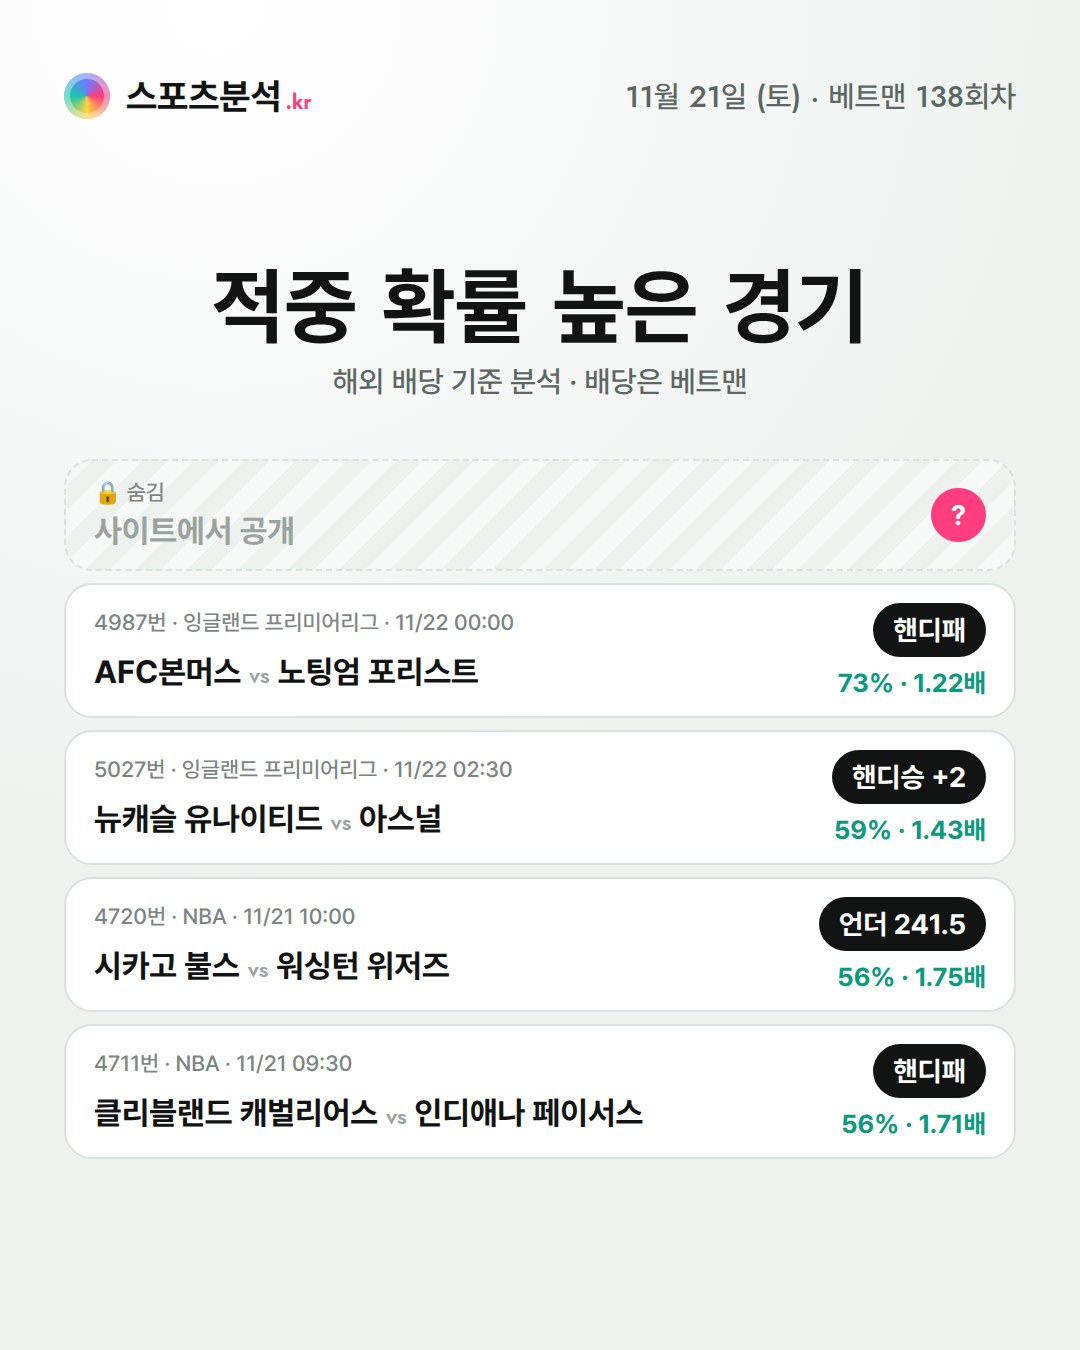 스포츠분석.kr
11월 21일 (토) · 베트맨 138회차
적중 확률 높은 경기
해외 배당 기준 분석 · 배당은 베트맨
🔒 숨김
사이트에서 공개
?
4987번 · 잉글랜드 프리미어리그 · 11/22 00:00
AFC본머스 vs 노팅엄 포리스트
핸디패
73% · 1.22배
5027번 · 잉글랜드 프리미어리그 · 11/22 02:30
뉴캐슬 유나이티드 vs 아스널
핸디승 +2
59% · 1.43배
4720번 · NBA · 11/21 10:00
시카고 불스 vs 워싱턴 위저즈
언더 241.5
56% · 1.75배
4711번 · NBA · 11/21 09:30
클리블랜드 캐벌리어스 vs 인디애나 페이서스
핸디패
56% · 1.71배